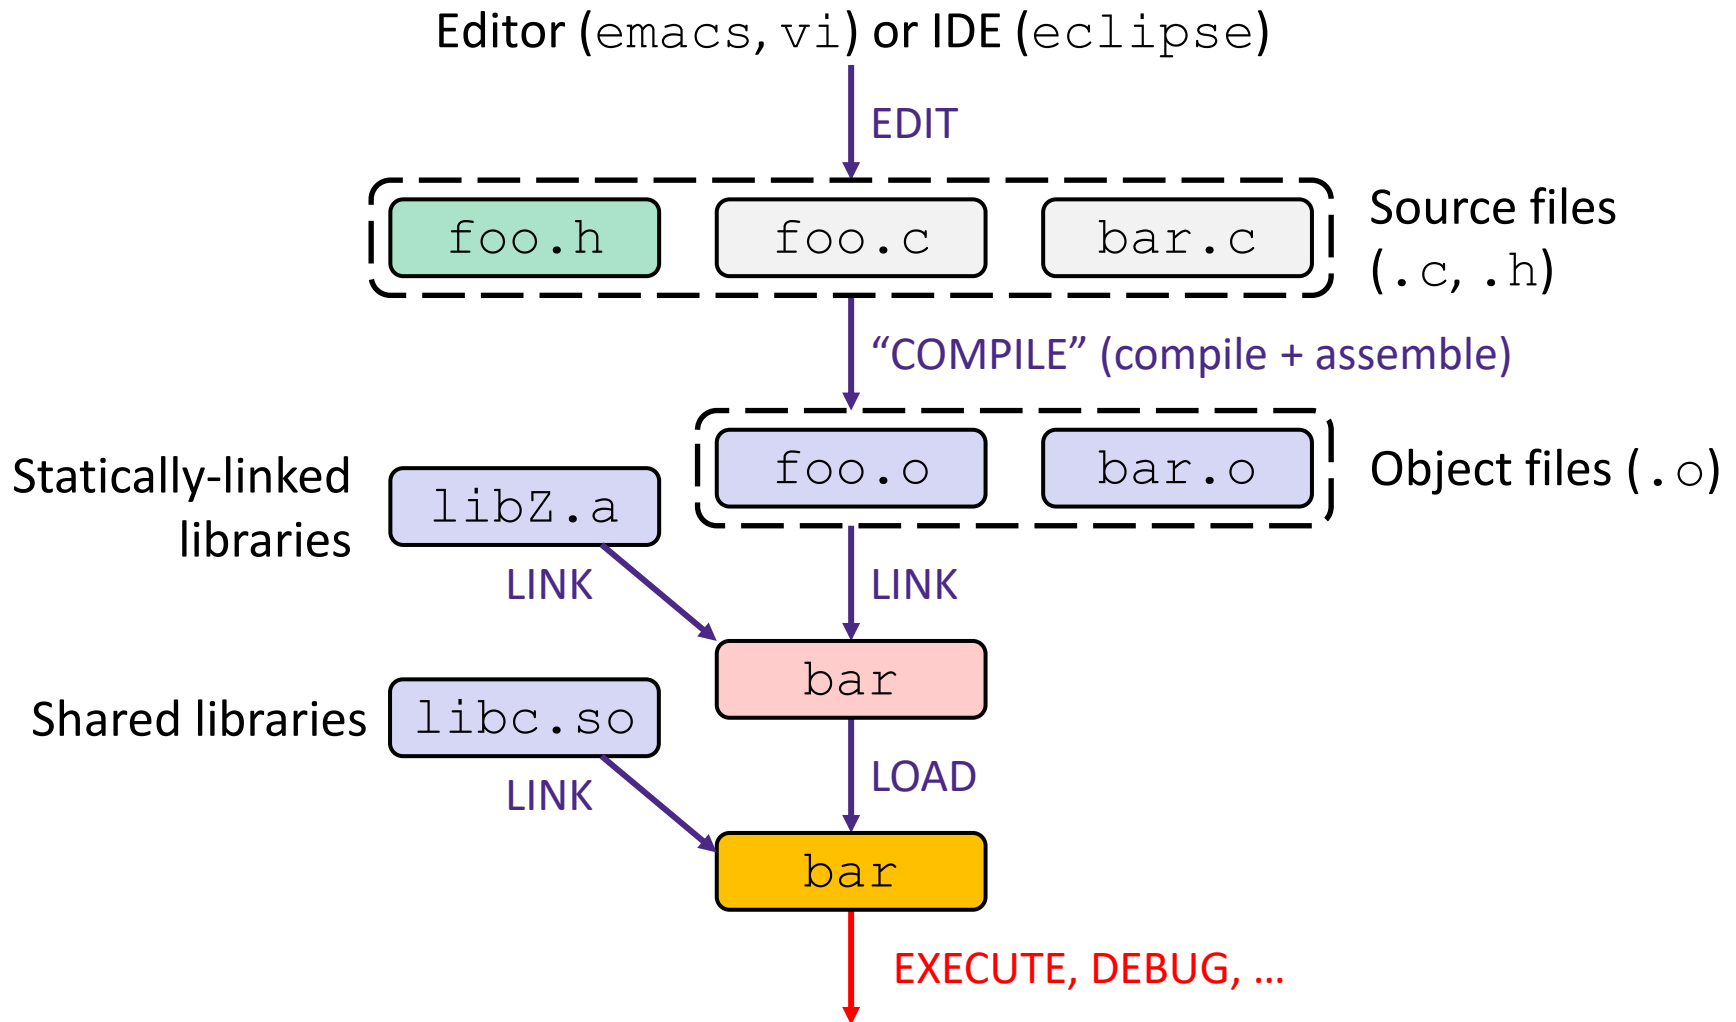 Editor (emacs, vi) or IDE (eclipse)
EDIT
foo.h
foo.c
bar.c
Source files
(.c, .h)
“COMPILE” (compile + assemble)
Statically-linked
libraries
libZ.a
foo.o
bar.o
Object files (.o)
LINK
LINK
bar
Shared libraries
libc.so
LINK
LOAD
bar
EXECUTE, DEBUG, …